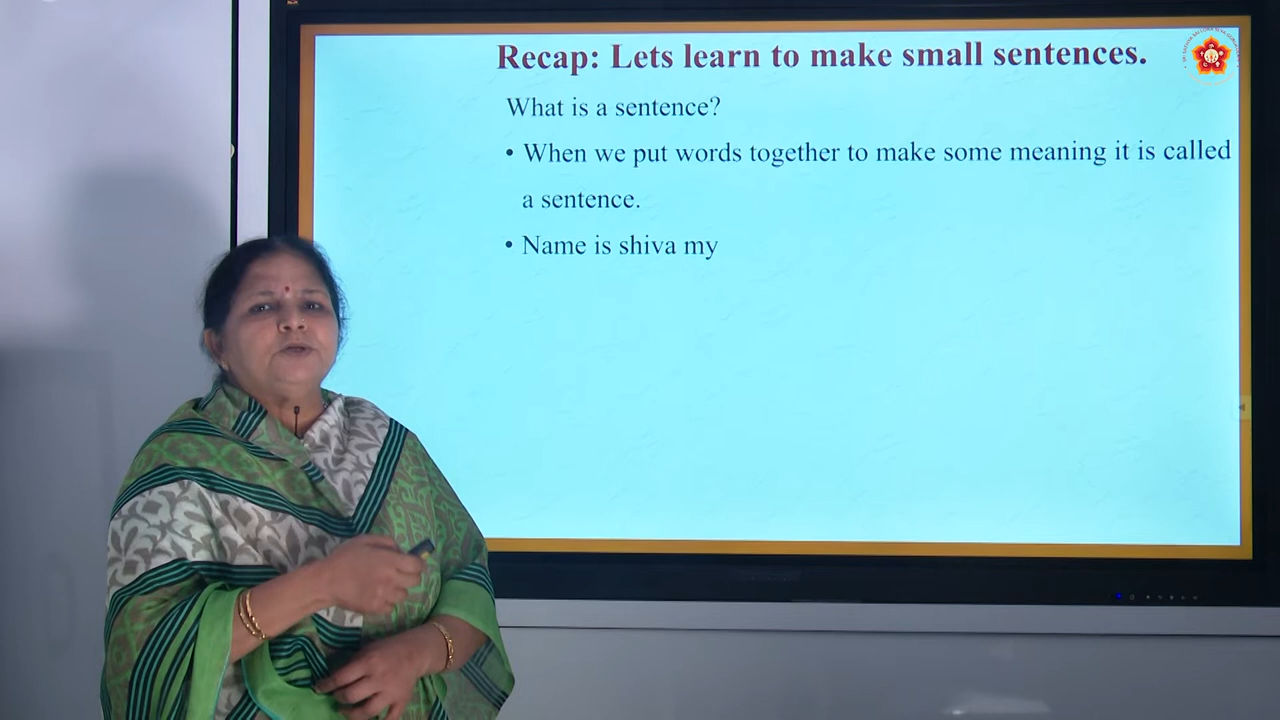 Recap: Lets learn to make small sentences.
What is a sentence?
• When we put words together to make some meaning it is called
a sentence.
• Name is shiva my